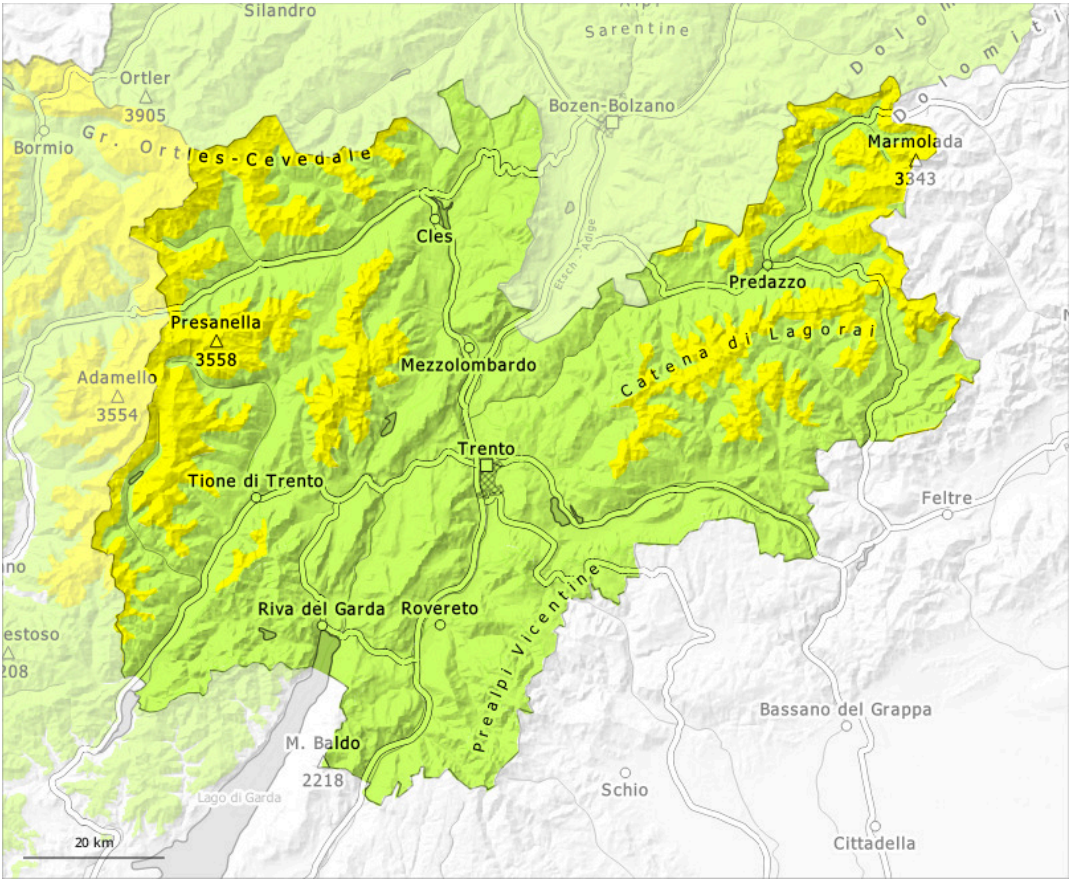 Silandro
Sarentine
Dolomiti
Ortler
3905
Bozen-Bolzano
Bormio
Gr. Ortles-Cevedale
Marmolada
3343
Cles
Etsch - Adige
Predazzo
Presanella
3558
Catena di Lagorai
Mezzolombardo
Adamello
3554
Trento
Tione di Trento
Feltre
Riva del Garda
Rovereto
Prealpi Vicentine
Bassano del Grappa
M. Baldo
2218
Schio
Lago di Garda
20 km
Cittadella